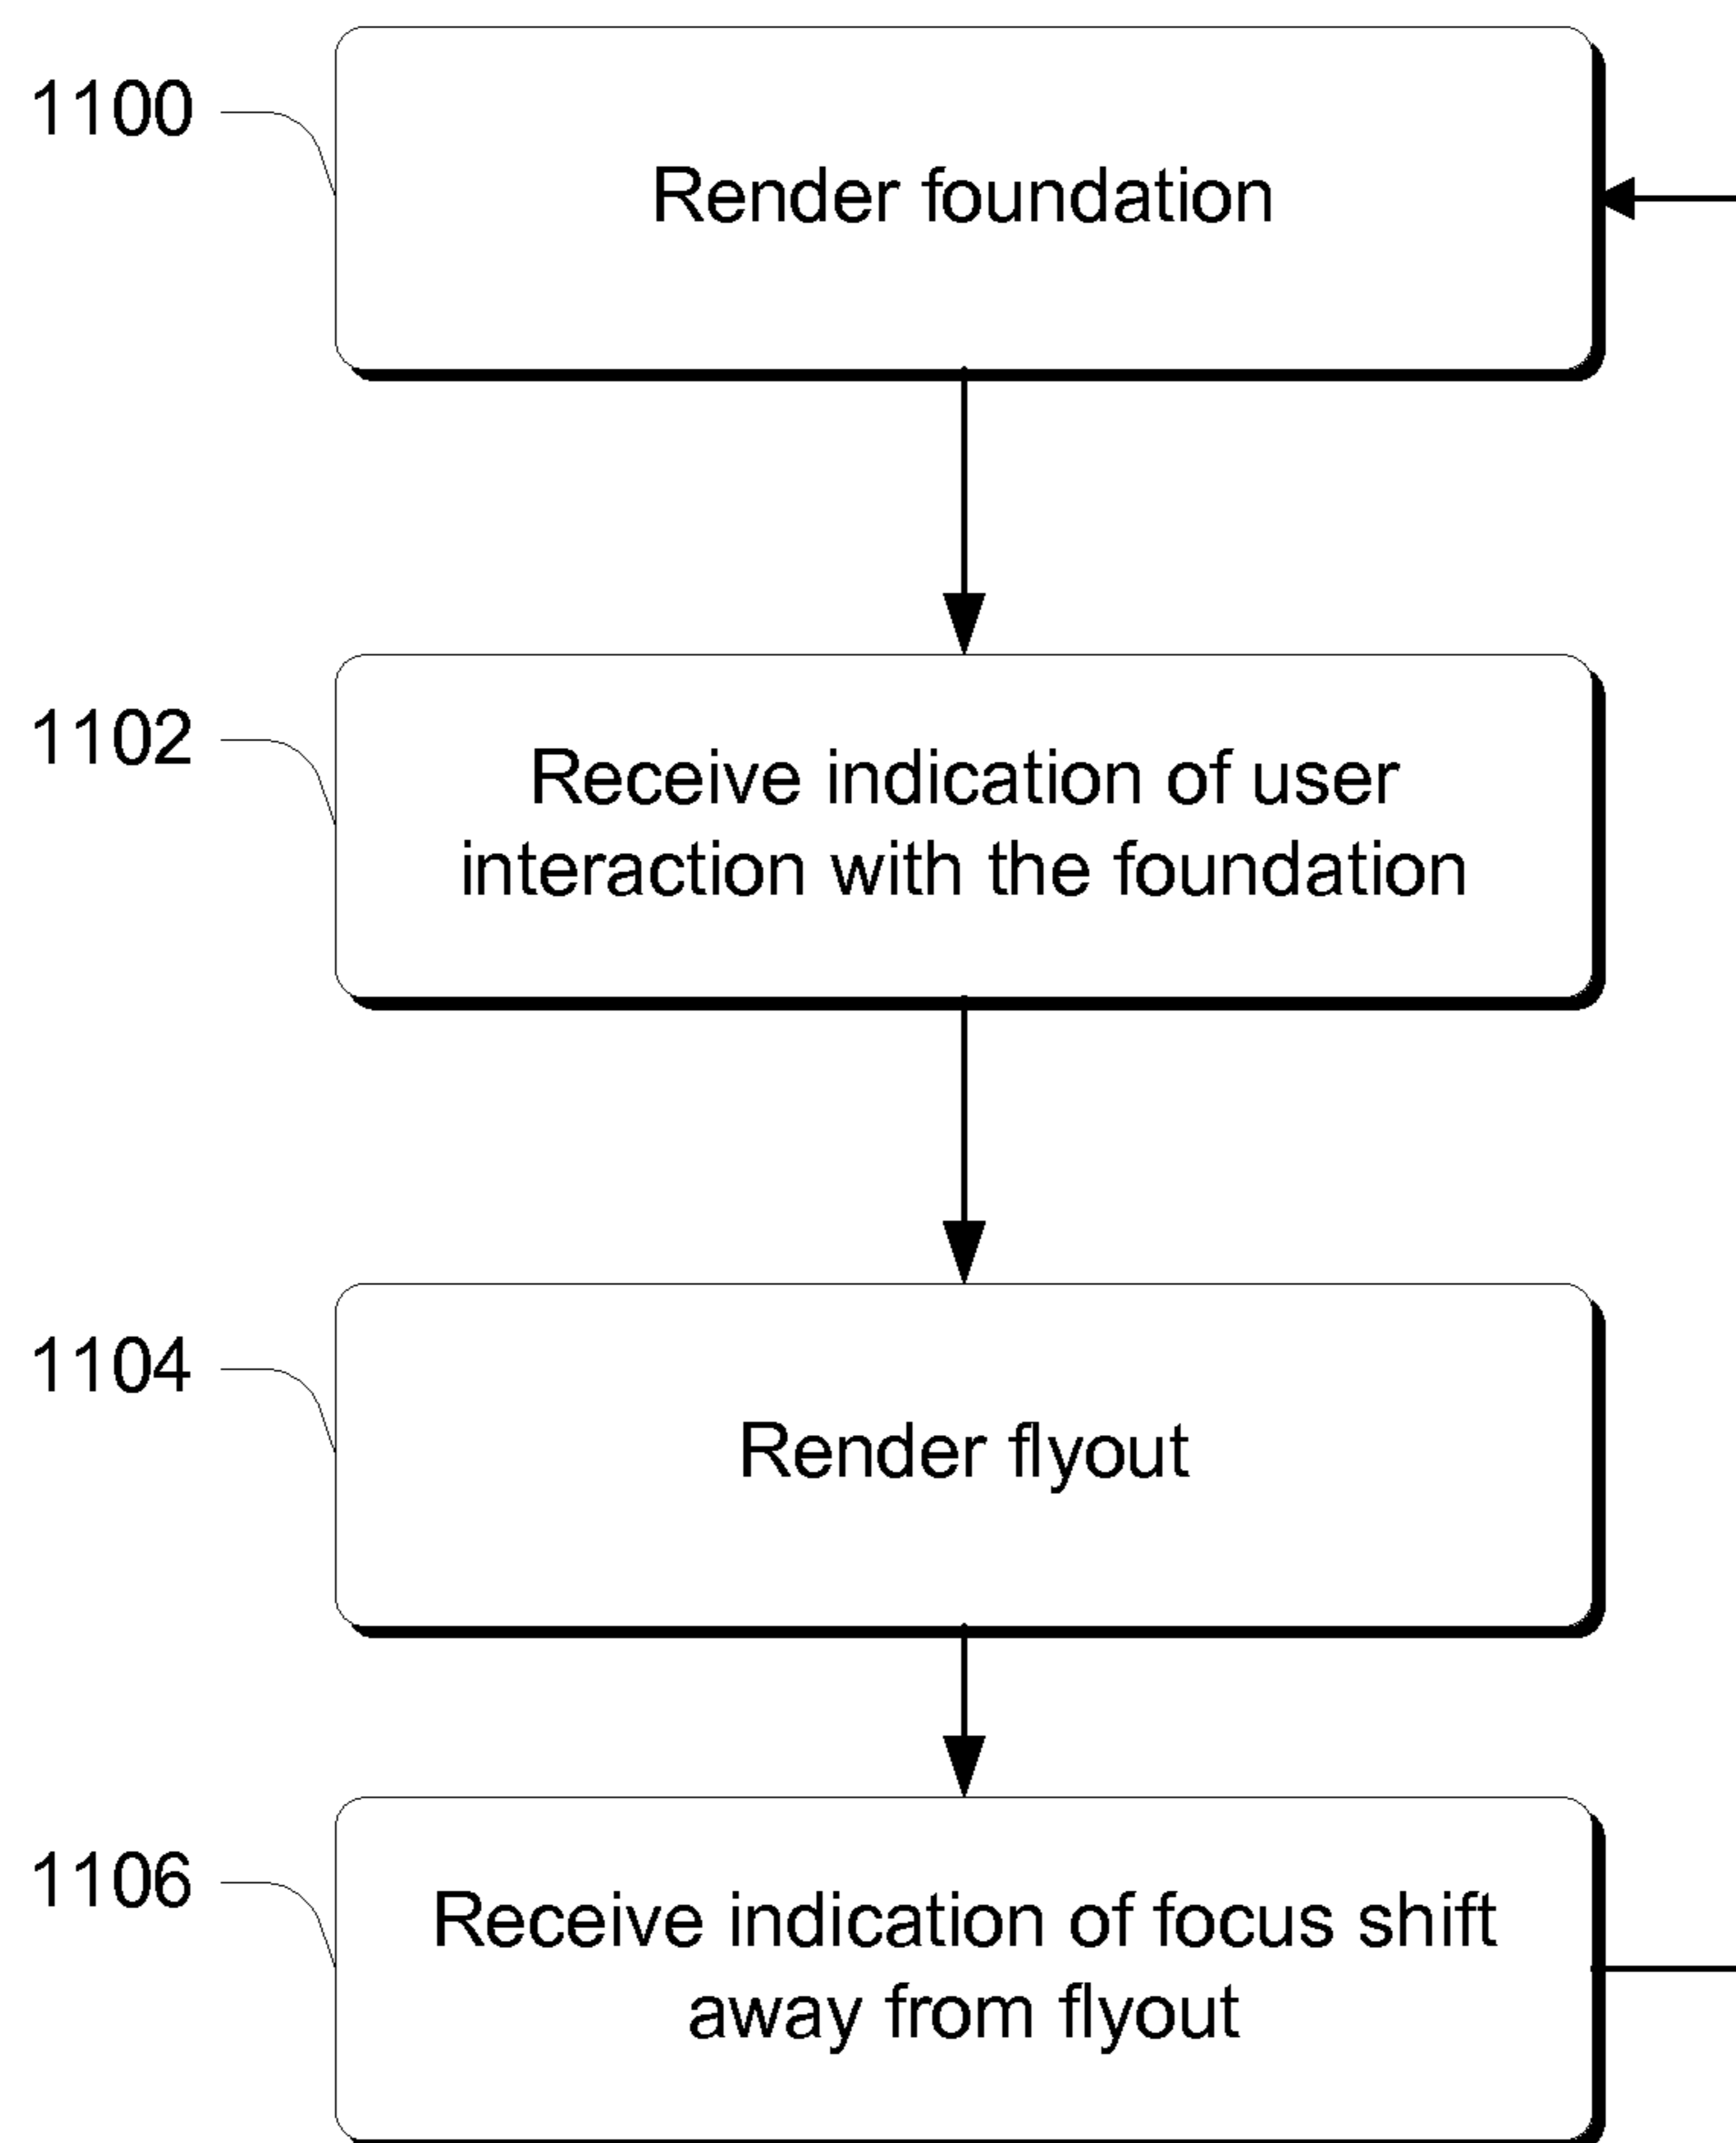 1100
Render foundation
1102
Receive indication of user
interaction with the foundation
1104
Render flyout
1106
Receive indication of focus shift
away from flyout